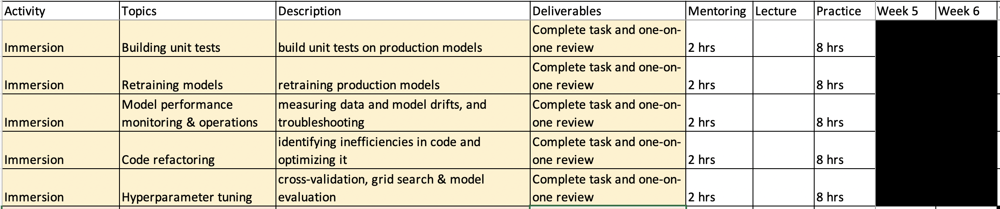 Activity Topics Description Deliverables Mentoring Lecture Practice Week 5 Week 6
Complete task and one-on-
Immersion Building unit tests build unit tests on production models one review 2 hrs 8 hrs
Complete task and one-on-
Immersion Retraining models retraining production models one review 2 hrs 8 hrs
Model performance measuring data and model drifts, and Complete task and one-on-
Immersion monitoring & operations troubleshooting one review 2 hrs 8 hrs
identifying inefficiencies in code and Complete task and one-on-
Immersion Code refactoring optimizing it one review 2 hrs 8 hrs
cross-validation, grid search & model Complete task and one-on-
Immersion Hyperparameter tuning evaluation one review 2 hrs 8 hrs